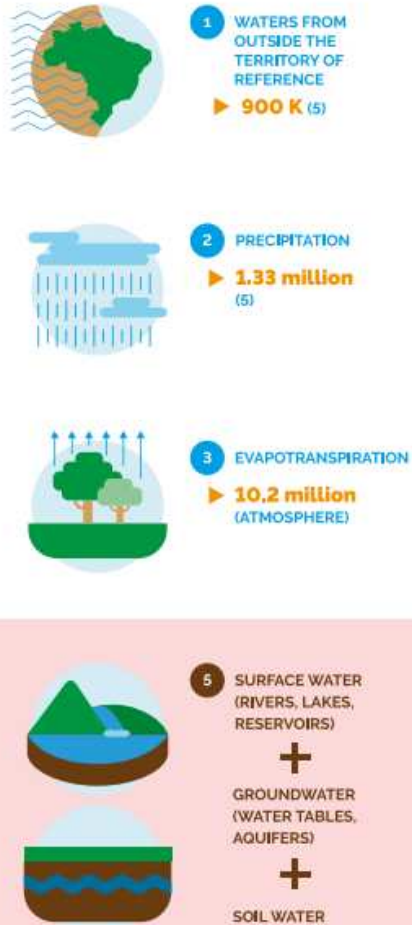 1 WATERS FROM
OUTSIDE THE
TERRITORY OF
REFERENCE
▶ 900 K (5)
2 PRECIPITATION
▶ 1.33 million
(5)
3 EVAPOTRANSPIRATION
▶ 10,2 million
(ATMOSPHERE)
5 SURFACE WATER
(RIVERS, LAKES,
RESERVOIRS)
+
GROUNDWATER
(WATER TABLES,
AQUIFERS)
+
SOIL WATER